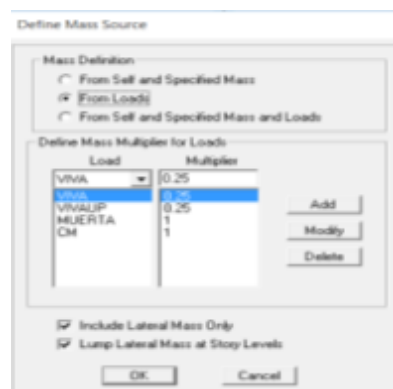 Define Mass Source
Mass Definition
From Self and Specified Mass
From Loads
From Self and Specified Mass and Loads
Define Mass Multiplier for Loads
Load Multiplier
VIVA 0.25
VIVA 0.25
VIVAUP 0.25
MUERTA 1
CM 1
Add
Modify
Delete
Include Lateral Mass Only
Lump Lateral Mass at Story Levels
OK Cancel